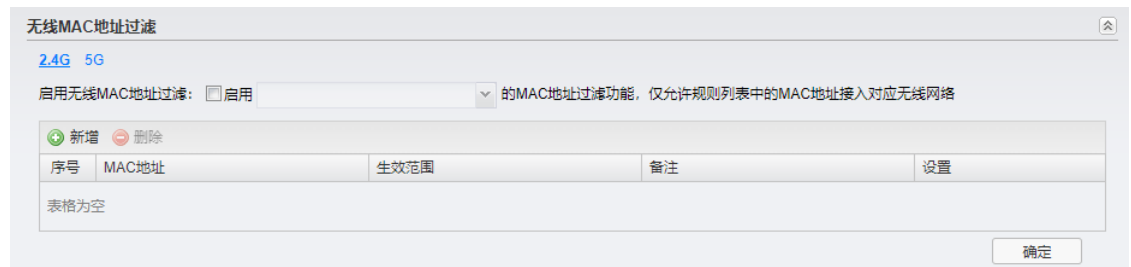 无线MAC地址过滤
2.4G 5G
启用无线MAC地址过滤： 启用 的MAC地址过滤功能，仅允许规则列表中的MAC地址接入对应无线网络
新增 删除
序号 MAC地址 生效范围 备注 设置
表格为空
确定